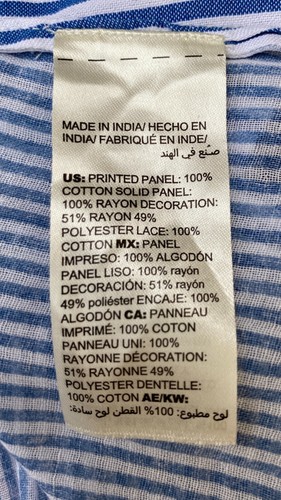 MADE IN INDIA/ HECHO EN
INDIA/ FABRIQUÉ EN INDE/
صنع في الهند
US: PRINTED PANEL: 100%
COTTON SOLID PANEL:
100% RAYON DECORATION:
51% RAYON 49%
POLYESTER LACE: 100%
COTTON MX: PANEL
IMPRESO: 100% ALGODÓN
PANEL LISO: 100% rayón
DECORACIÓN: 51% rayón
49% poliéster ENCAJE: 100%
ALGODÓN CA: PANNEAU
IMPRIMÉ: 100% COTON
PANNEAU UNI: 100%
RAYONNE DÉCORATION:
51% RAYONNE 49%
POLYESTER DENTELLE:
100% COTON AE/KW:
لوح مطبوع: 100% القطن لوح سادة: